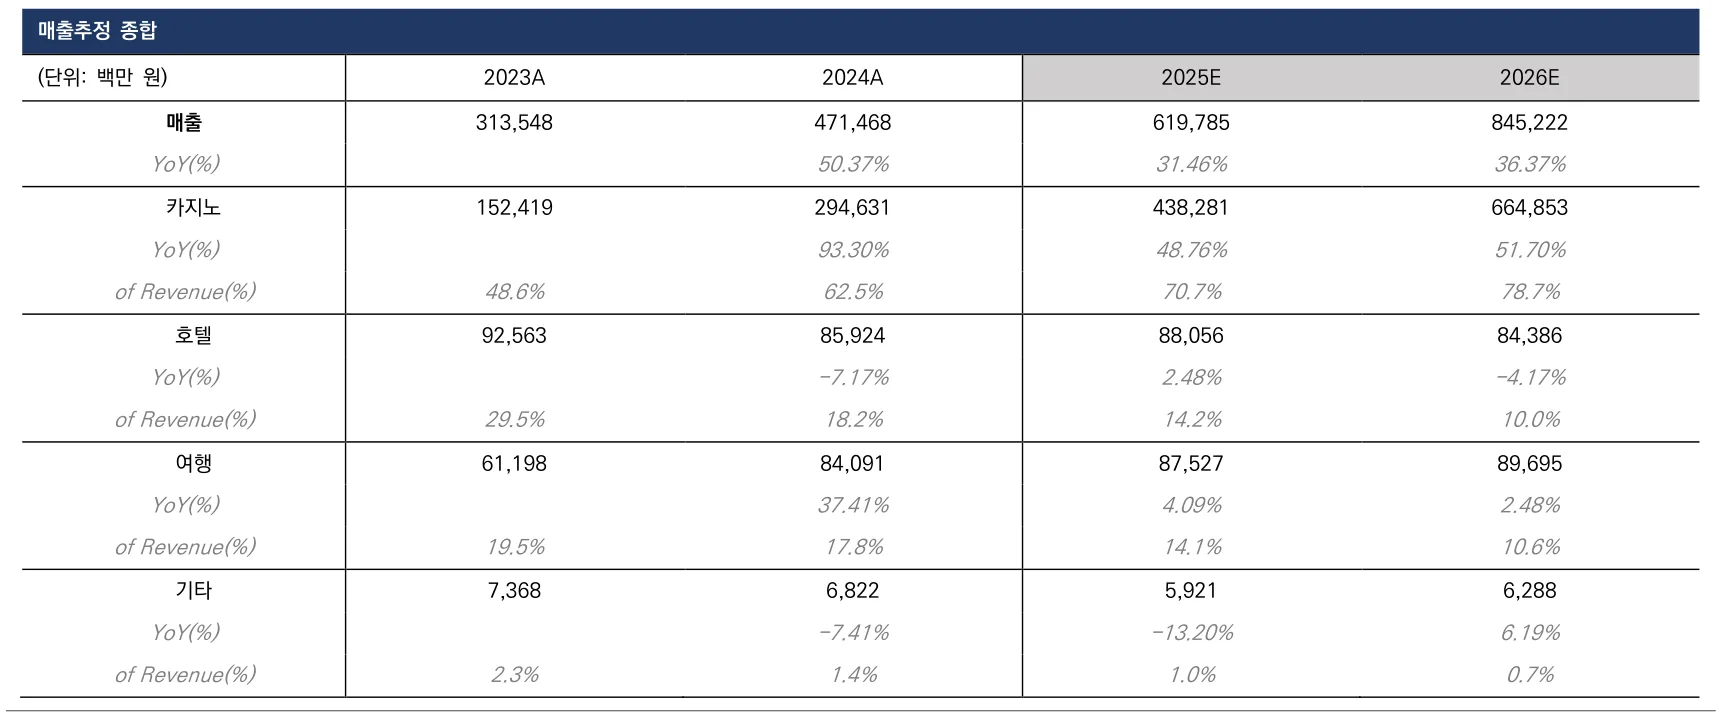 매출추정 종합
(단위: 백만 원) 2023A 2024A 2025E 2026E
매출 313,548 471,468 619,785 845,222
YoY(%) 50.37% 31.46% 36.37%
카지노 152,419 294,631 438,281 664,853
YoY(%) 93.30% 48.76% 51.70%
of Revenue(%) 48.6% 62.5% 70.7% 78.7%
호텔 92,563 85,924 88,056 84,386
YoY(%) -7.17% 2.48% -4.17%
of Revenue(%) 29.5% 18.2% 14.2% 10.0%
여행 61,198 84,091 87,527 89,695
YoY(%) 37.41% 4.09% 2.48%
of Revenue(%) 19.5% 17.8% 14.1% 10.6%
기타 7,368 6,822 5,921 6,288
YoY(%) -7.41% -13.20% 6.19%
of Revenue(%) 2.3% 1.4% 1.0% 0.7%